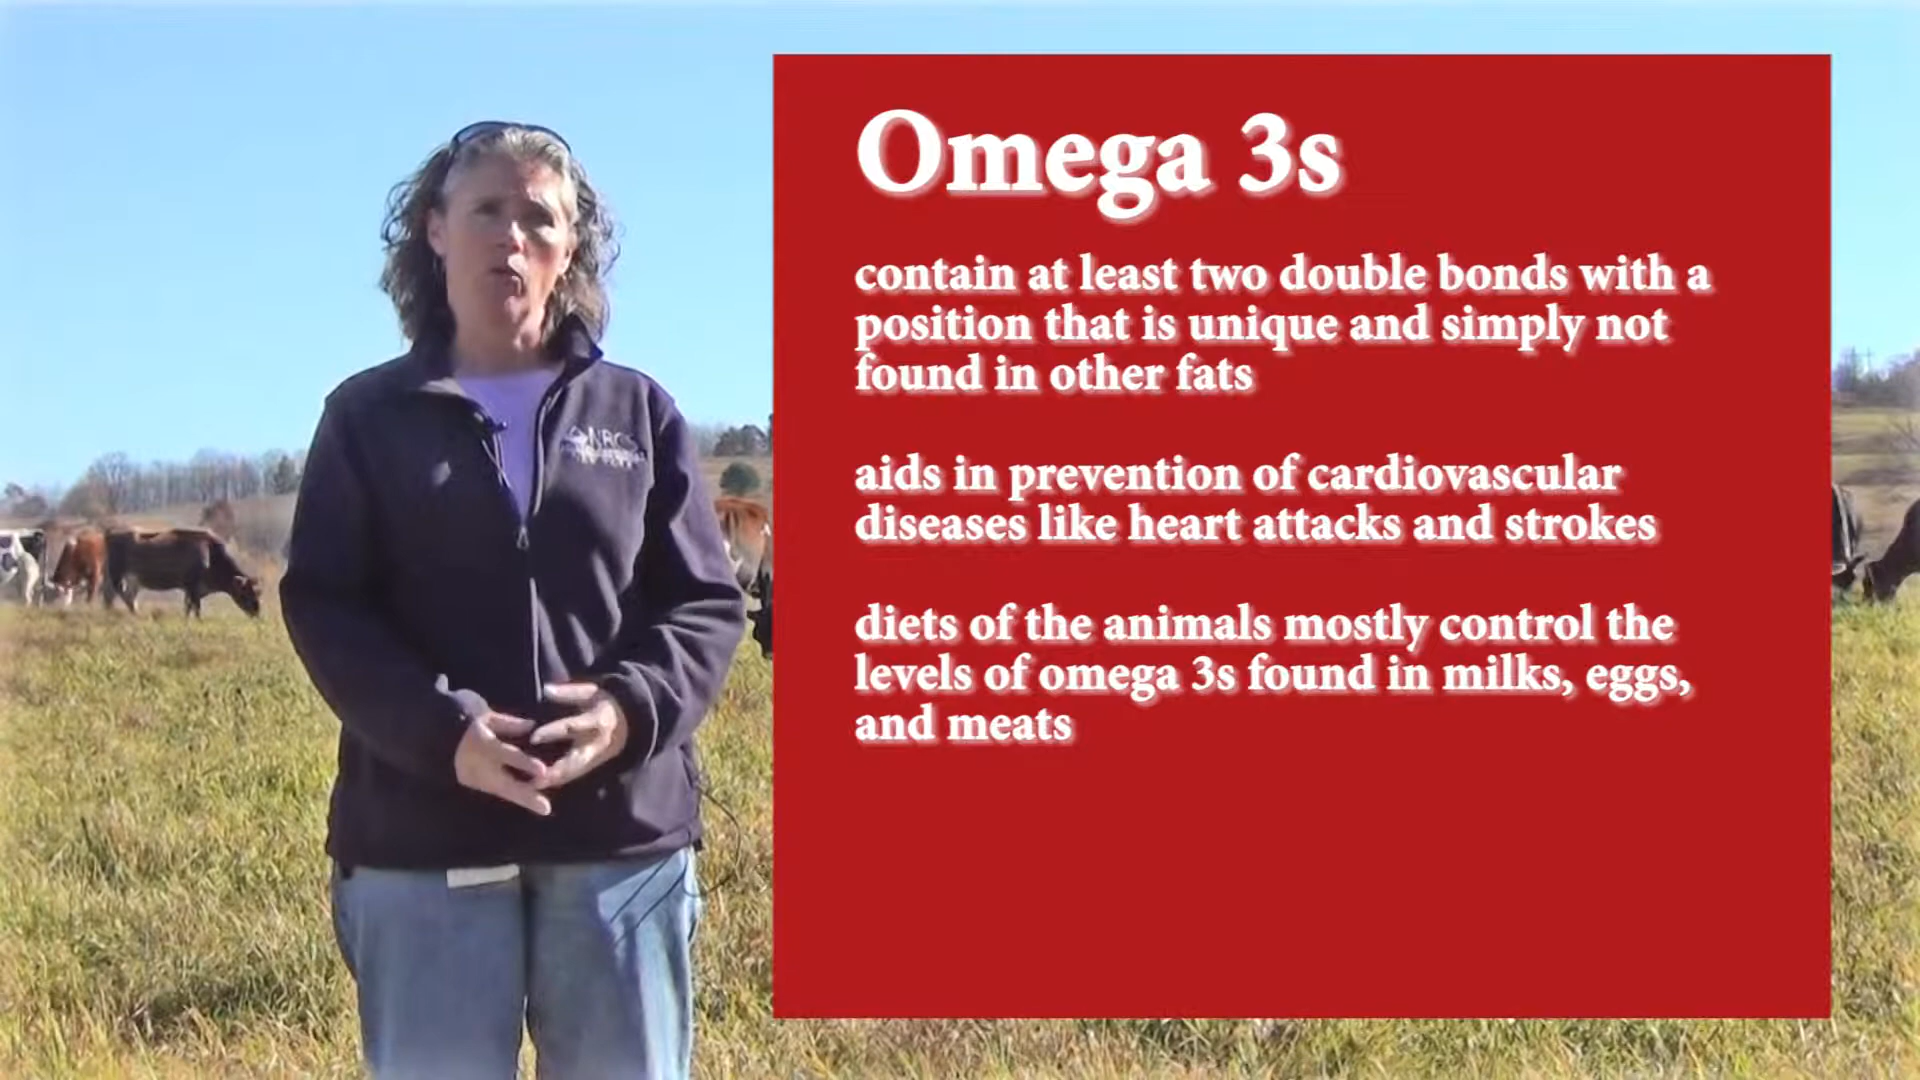 Omega 3s
contain at least two double bonds with a
position that is unique and simply not
found in other fats
aids in prevention of cardiovascular
diseases like heart attacks and strokes
diets of the animals mostly control the
levels of omega 3s found in milks, eggs,
and meats
NRCS